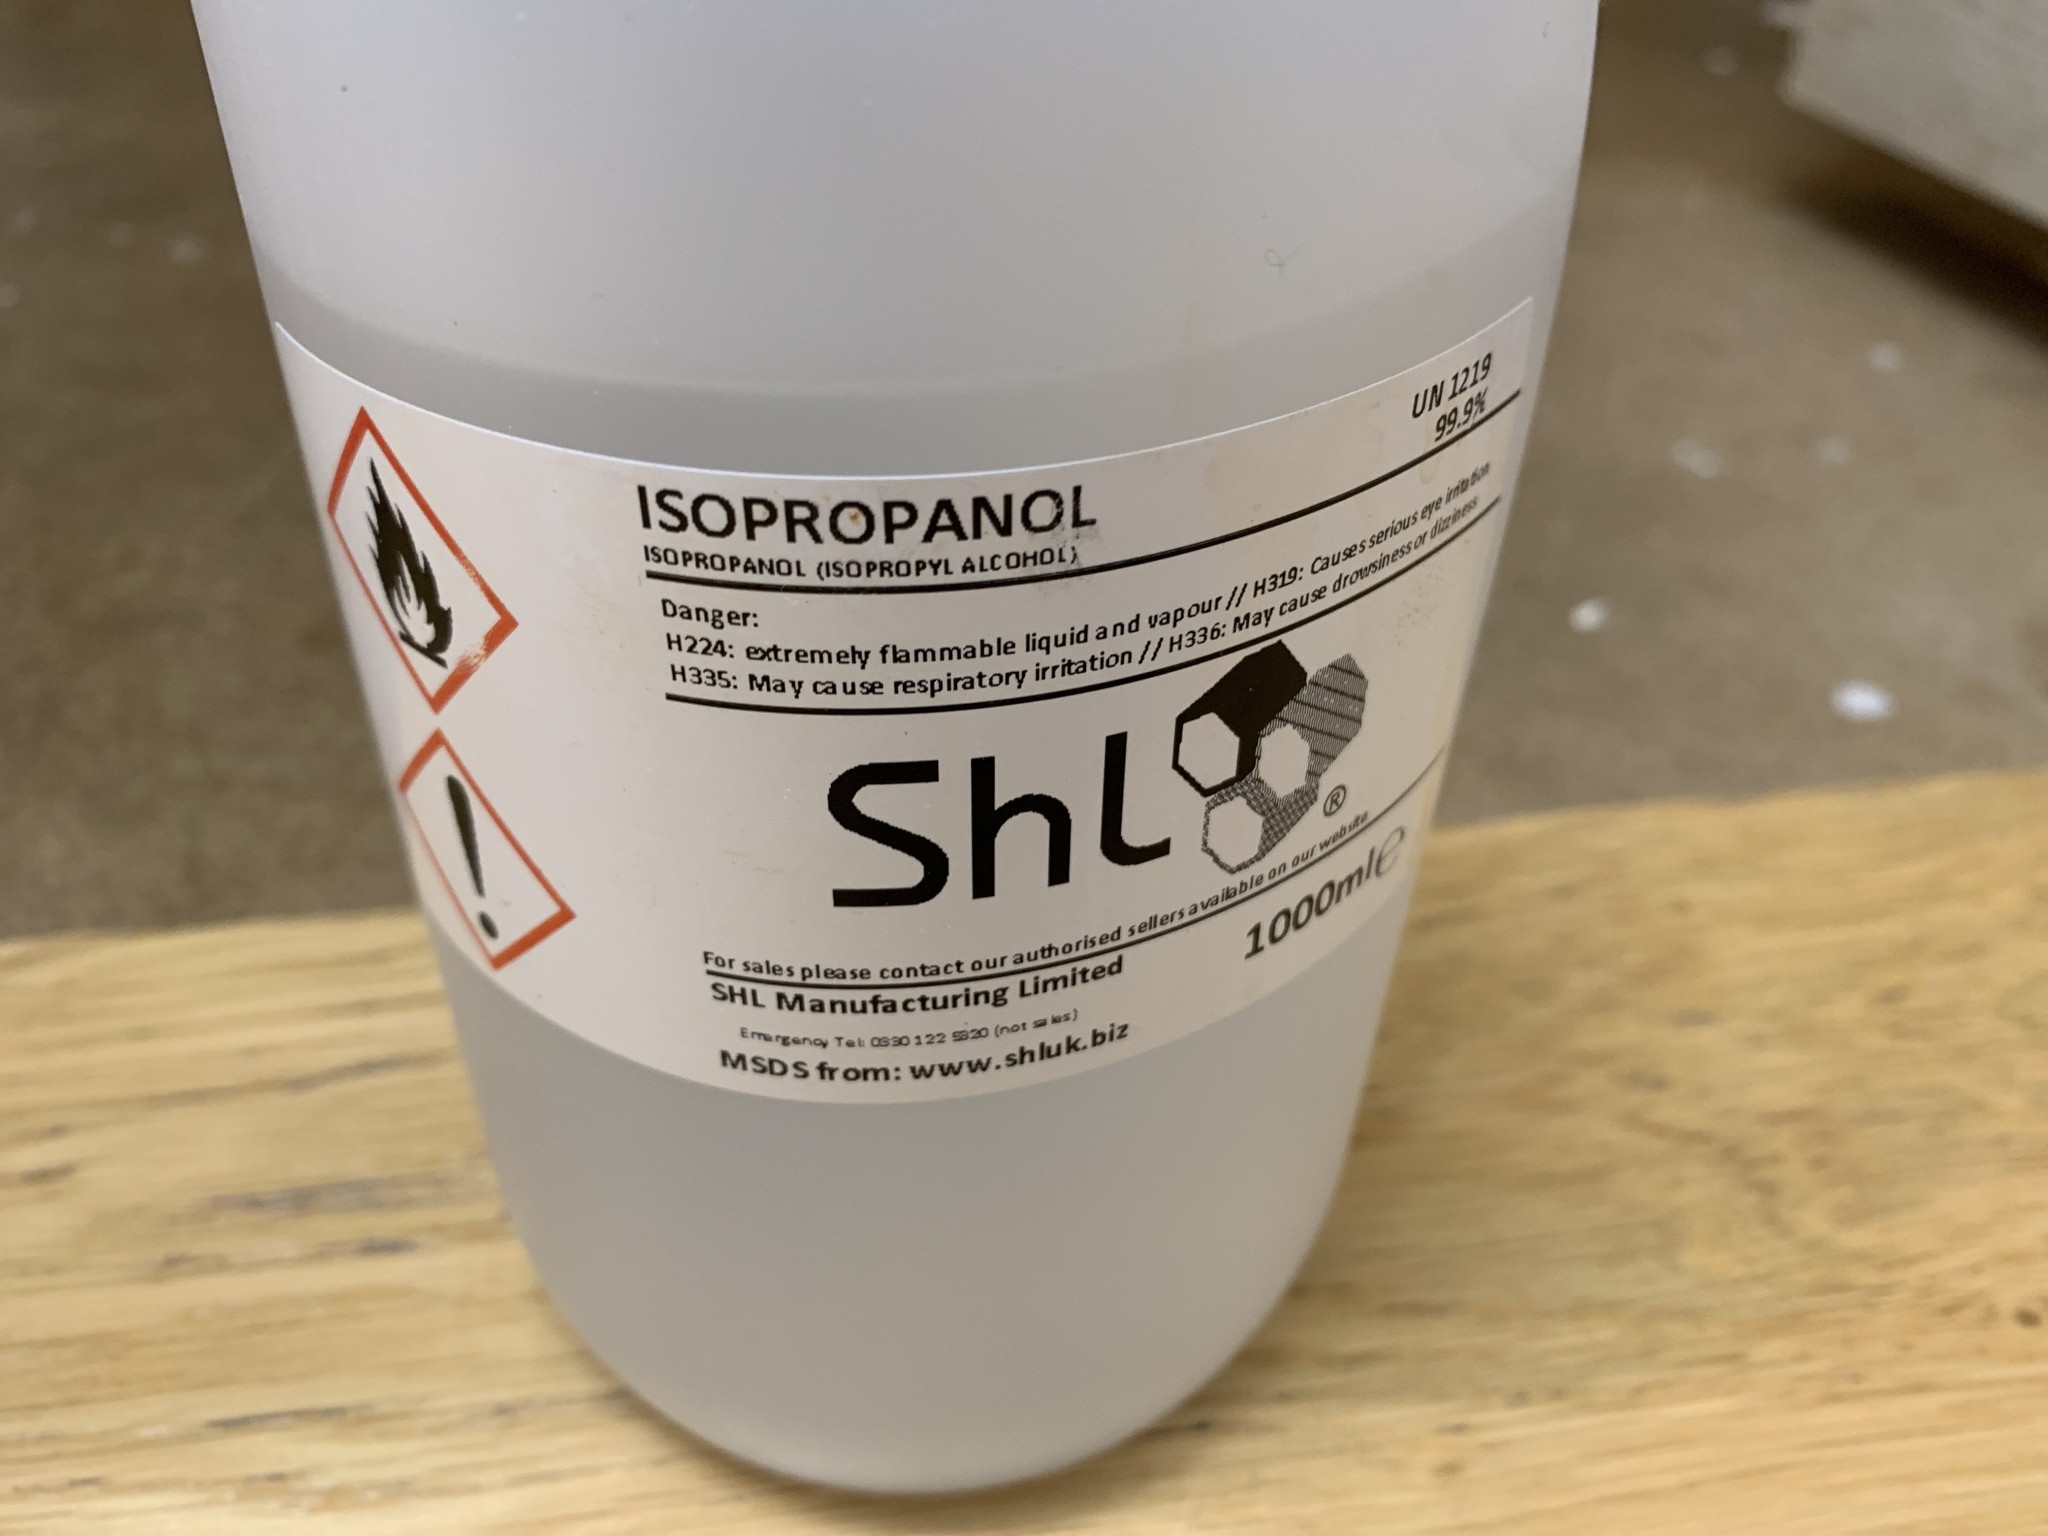 UN 1219
99.9%
ISOPROPANOL
ISOPROPANOL (ISOPROPYL ALCOHOL)
Danger:
H224: extremely flammable liquid and vapour // H319: Causes serious eye irritation
H335: May cause respiratory irritation // H336: May cause drowsiness or dizziness
Shl
®
For sales please contact our authorised sellers available on our website
SHL Manufacturing Limited
1000ml e
Emergency Tel: 0330 122 5820 (not sales)
MSDS from: www.shluk.biz